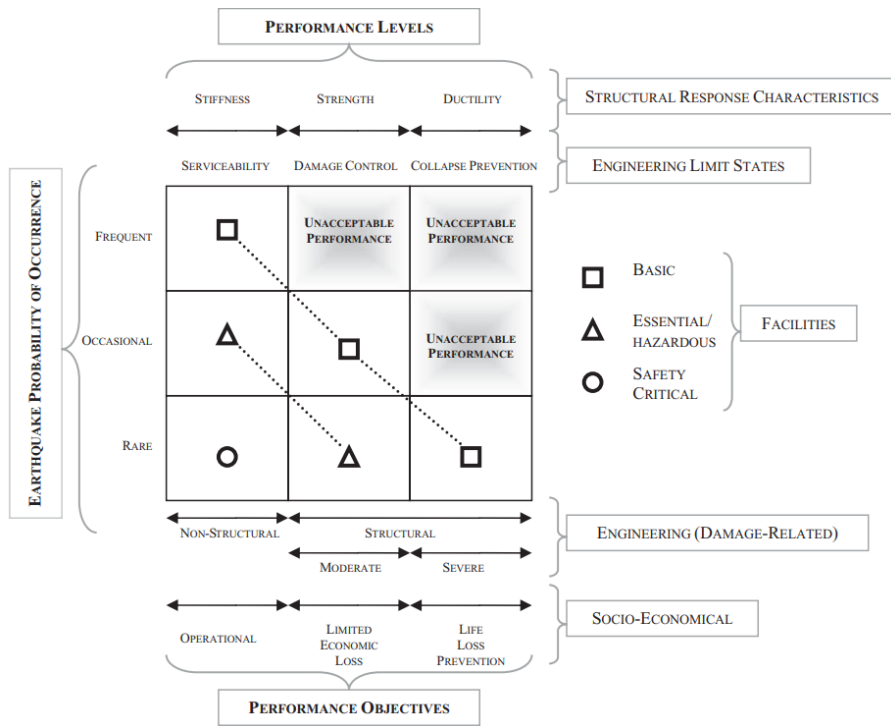 PERFORMANCE LEVELS
STIFFNESS
STRENGTH
DUCTILITY
STRUCTURAL RESPONSE CHARACTERISTICS
SERVICEABILITY
DAMAGE CONTROL
COLLAPSE PREVENTION
ENGINEERING LIMIT STATES
EARTHQUAKE PROBABILITY OF OCCURRENCE
FREQUENT
UNACCEPTABLE
PERFORMANCE
UNACCEPTABLE
PERFORMANCE
OCCASIONAL
UNACCEPTABLE
PERFORMANCE
RARE
BASIC
ESSENTIAL/
HAZARDOUS
SAFETY
CRITICAL
FACILITIES
NON-STRUCTURAL
STRUCTURAL
MODERATE
SEVERE
ENGINEERING (DAMAGE-RELATED)
OPERATIONAL
LIMITED
ECONOMIC
LOSS
LIFE
LOSS
PREVENTION
SOCIO-ECONOMICAL
PERFORMANCE OBJECTIVES